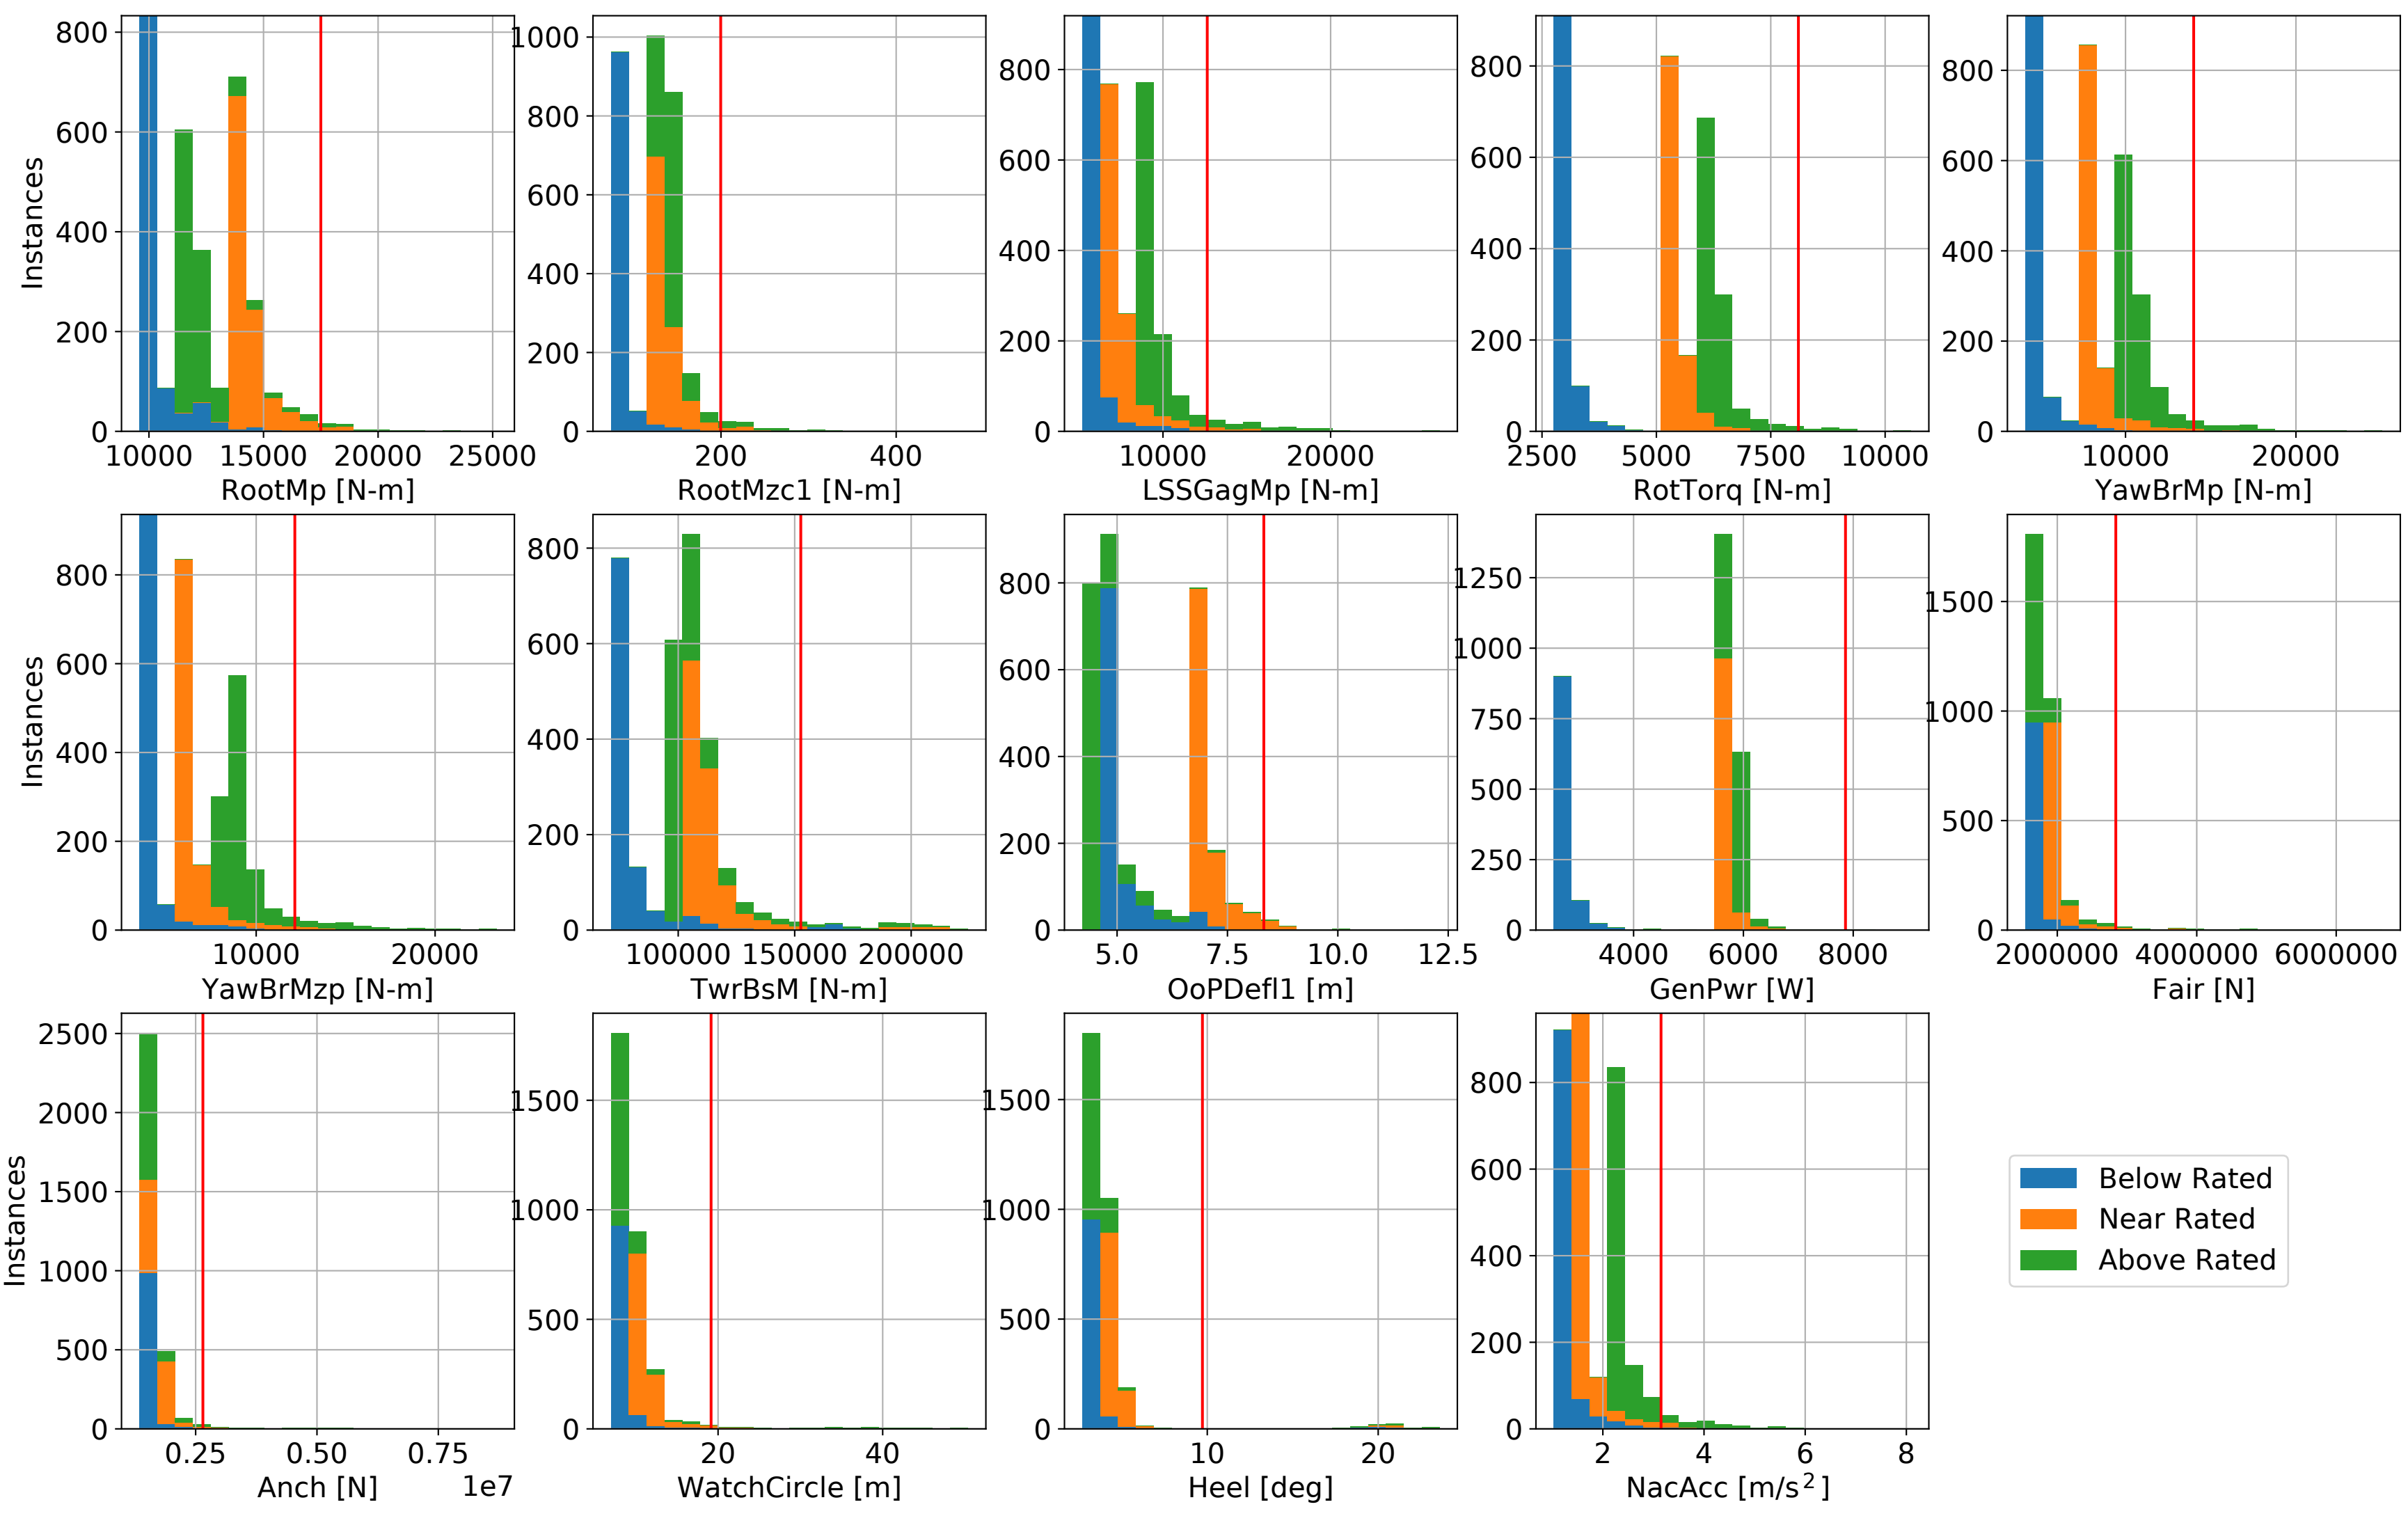 800
600
400
200
0
10000 15000 20000 25000
Instances
RootMp [N-m]
1000
800
600
400
200
0
200 400
RootMzc1 [N-m]
800
600
400
200
0
10000 20000
LSSGagMp [N-m]
800
600
400
200
0
2500 5000 7500 10000
RotTorq [N-m]
800
600
400
200
0
10000 20000
YawBrMp [N-m]
800
600
400
200
0
10000 20000
Instances
YawBrMzp [N-m]
800
600
400
200
0
100000 150000 200000
TwrBsM [N-m]
800
600
400
200
0
5.0 7.5 10.0 12.5
OoPDefl1 [m]
1250
1000
750
500
250
0
4000 6000 8000
GenPwr [W]
1500
1000
500
0
2000000 4000000 6000000
Fair [N]
2500
2000
1500
1000
500
0
0.25 0.50 0.75
1e7
Instances
Anch [N]
1500
1000
500
0
20 40
WatchCircle [m]
1500
1000
500
0
10 20
Heel [deg]
800
600
400
200
0
2 4 6 8
NacAcc [m/s²]
Below Rated
Near Rated
Above Rated